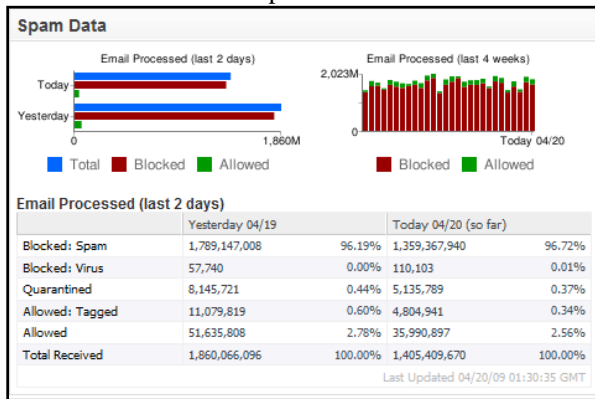 Spam Data
Email Processed (last 2 days)
Today
Yesterday
0
1,860M
Total Blocked Allowed
Email Processed (last 4 weeks)
2,023M
0
Today 04/20
Blocked Allowed
Email Processed (last 2 days)
Yesterday 04/19 Today 04/20 (so far)
Blocked: Spam 1,789,147,008 96.19% 1,359,367,940 96.72%
Blocked: Virus 57,740 0.00% 110,103 0.01%
Quarantined 8,145,721 0.44% 5,135,789 0.37%
Allowed: Tagged 11,079,819 0.60% 4,804,941 0.34%
Allowed 51,635,808 2.78% 35,990,897 2.56%
Total Received 1,860,066,096 100.00% 1,405,409,670 100.00%
Last Updated 04/20/09 01:30:35 GMT